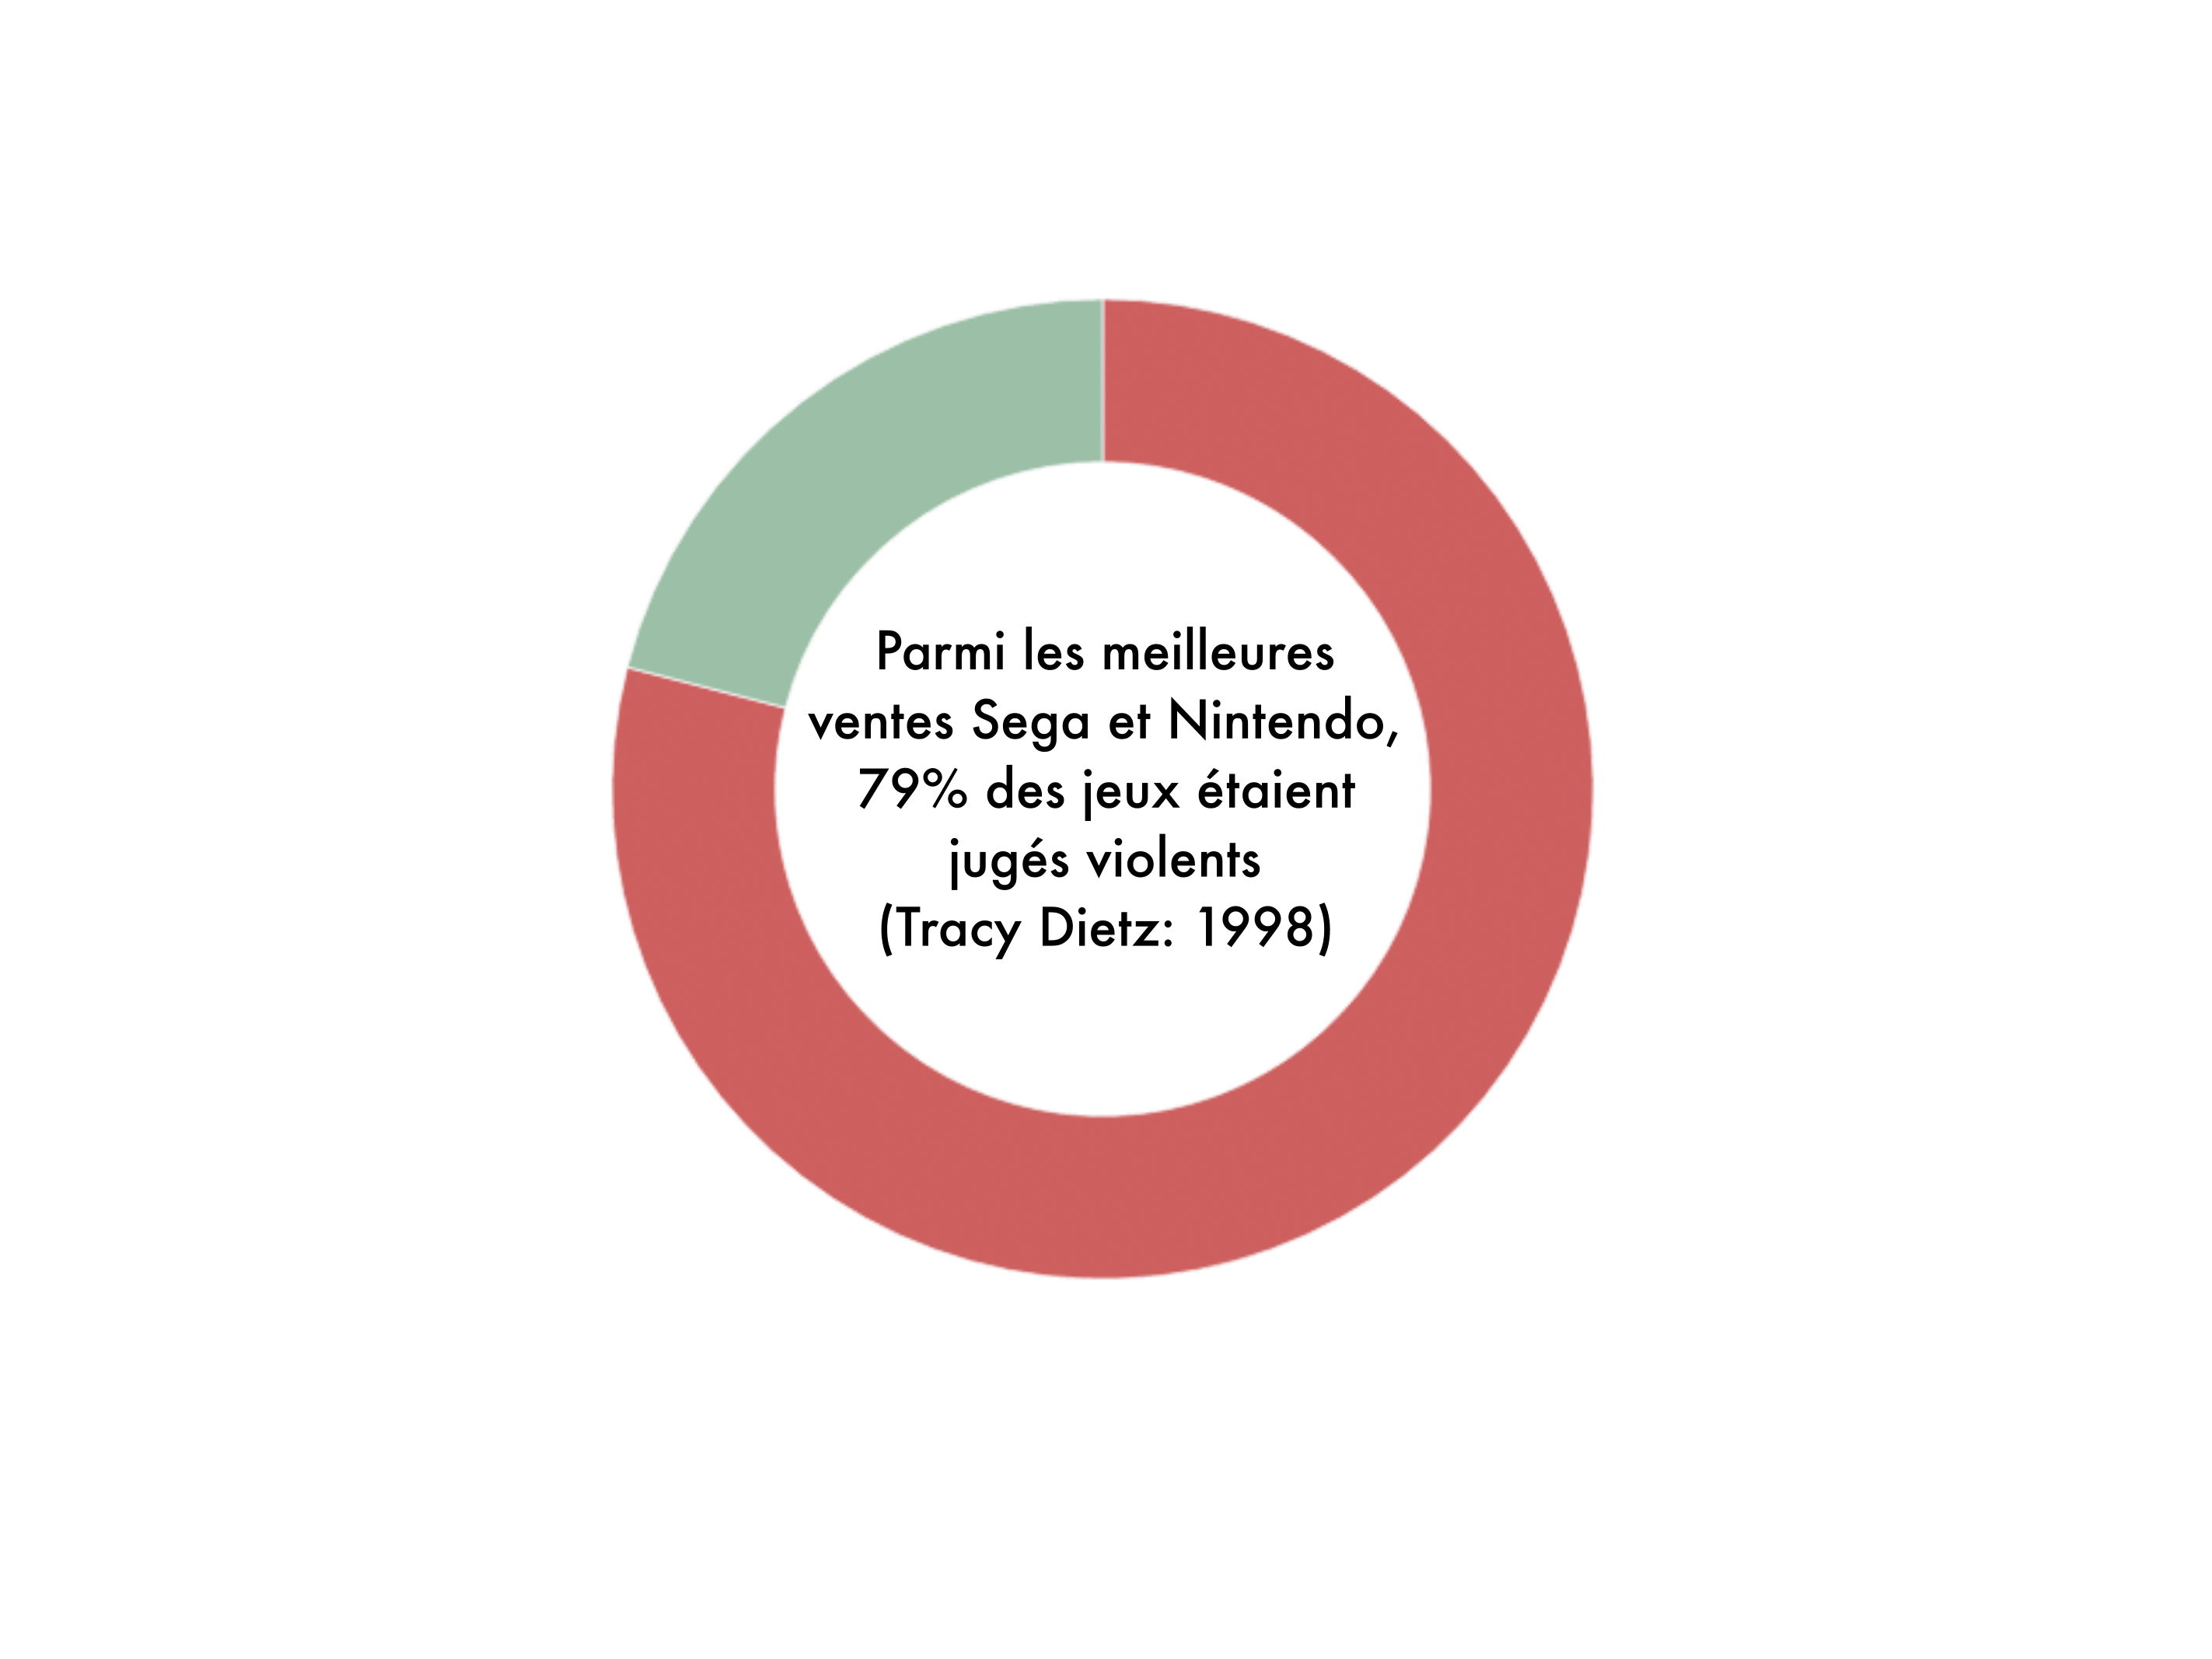 Parmi les meilleures
ventes Sega et Nintendo,
79% des jeux étaient
jugés violents
(Tracy Dietz: 1998)